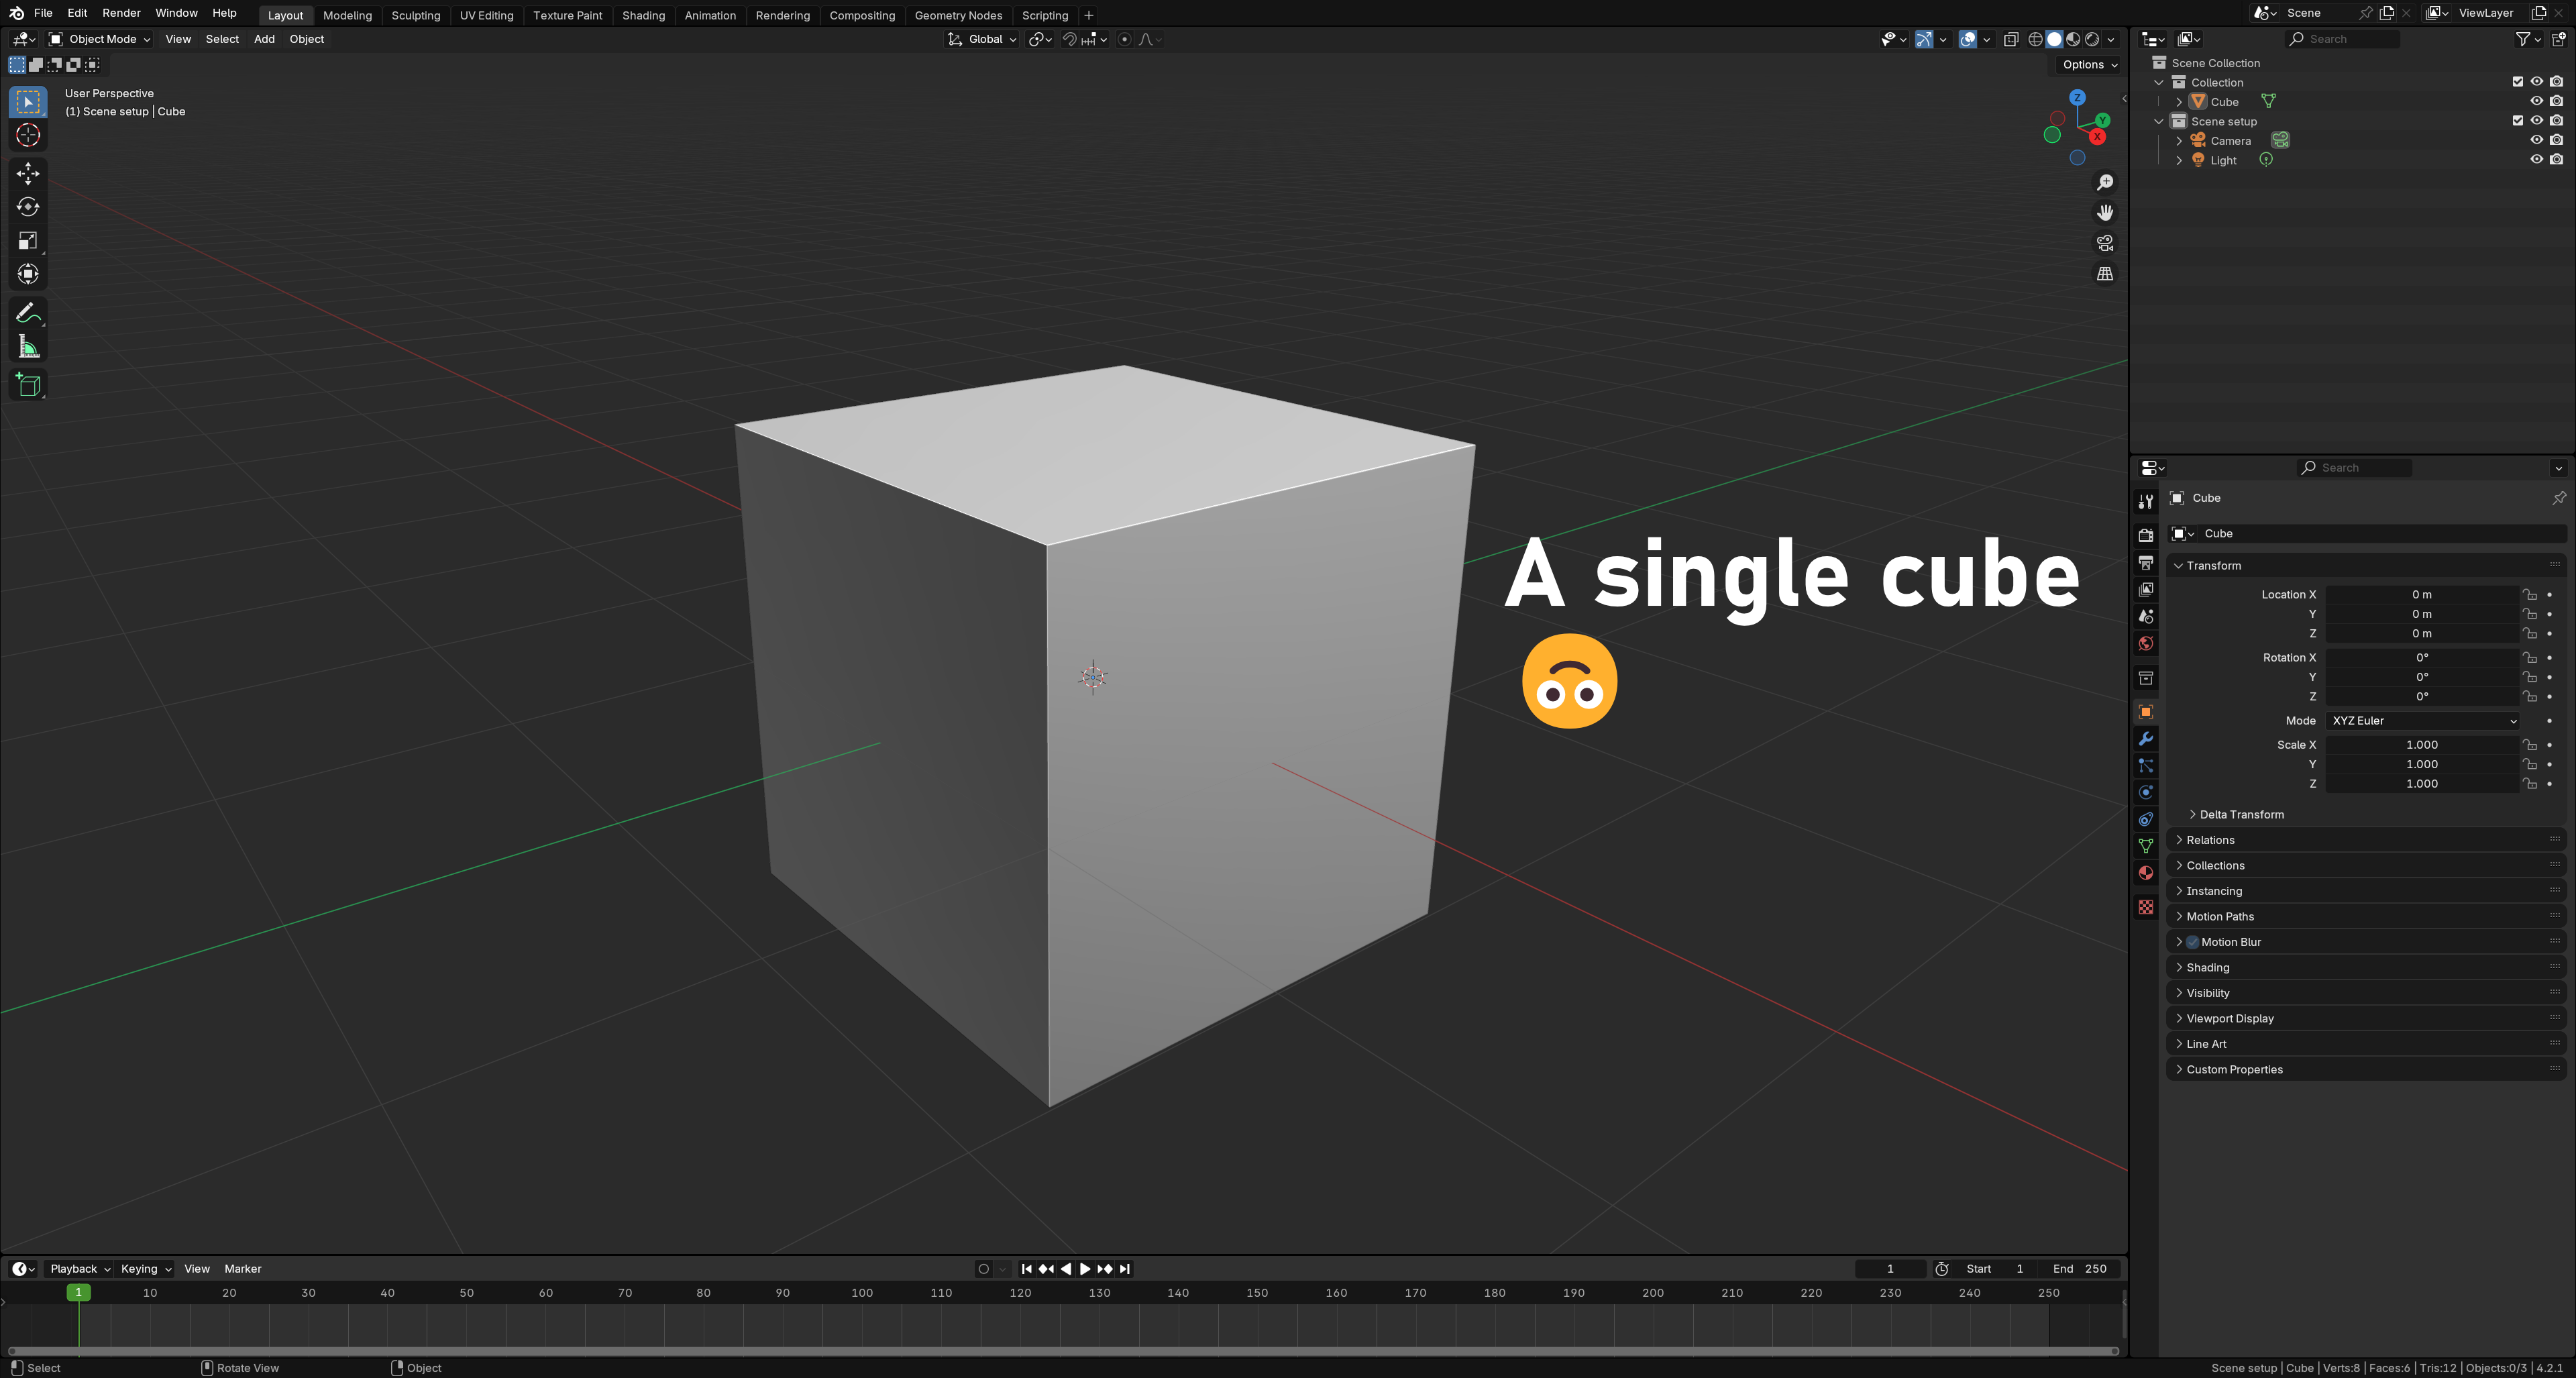 File Edit Render Window Help Layout Modeling Sculpting UV Editing Texture Paint Shading Animation Rendering Compositing Geometry Nodes Scripting + Scene ViewLayer
Object Mode View Select Add Object Global Search
Options
User Perspective
(1) Scene setup | Cube
Z
Y
X
Scene Collection
Collection
Cube
Scene setup
Camera
Light
A single cube
Search
Cube
Cube
Transform
Location X 0 m
Y 0 m
Z 0 m
Rotation X 0°
Y 0°
Z 0°
Mode XYZ Euler
Scale X 1.000
Y 1.000
Z 1.000
Delta Transform
Relations
Collections
Instancing
Motion Paths
Motion Blur
Shading
Visibility
Viewport Display
Line Art
Custom Properties
Playback Keying View Marker 1 Start 1 End 250
1 10 20 30 40 50 60 70 80 90 100 110 120 130 140 150 160 170 180 190 200 210 220 230 240 250
Select Rotate View Object Scene setup | Cube | Verts:8 | Faces:6 | Tris:12 | Objects:0/3 | 4.2.1